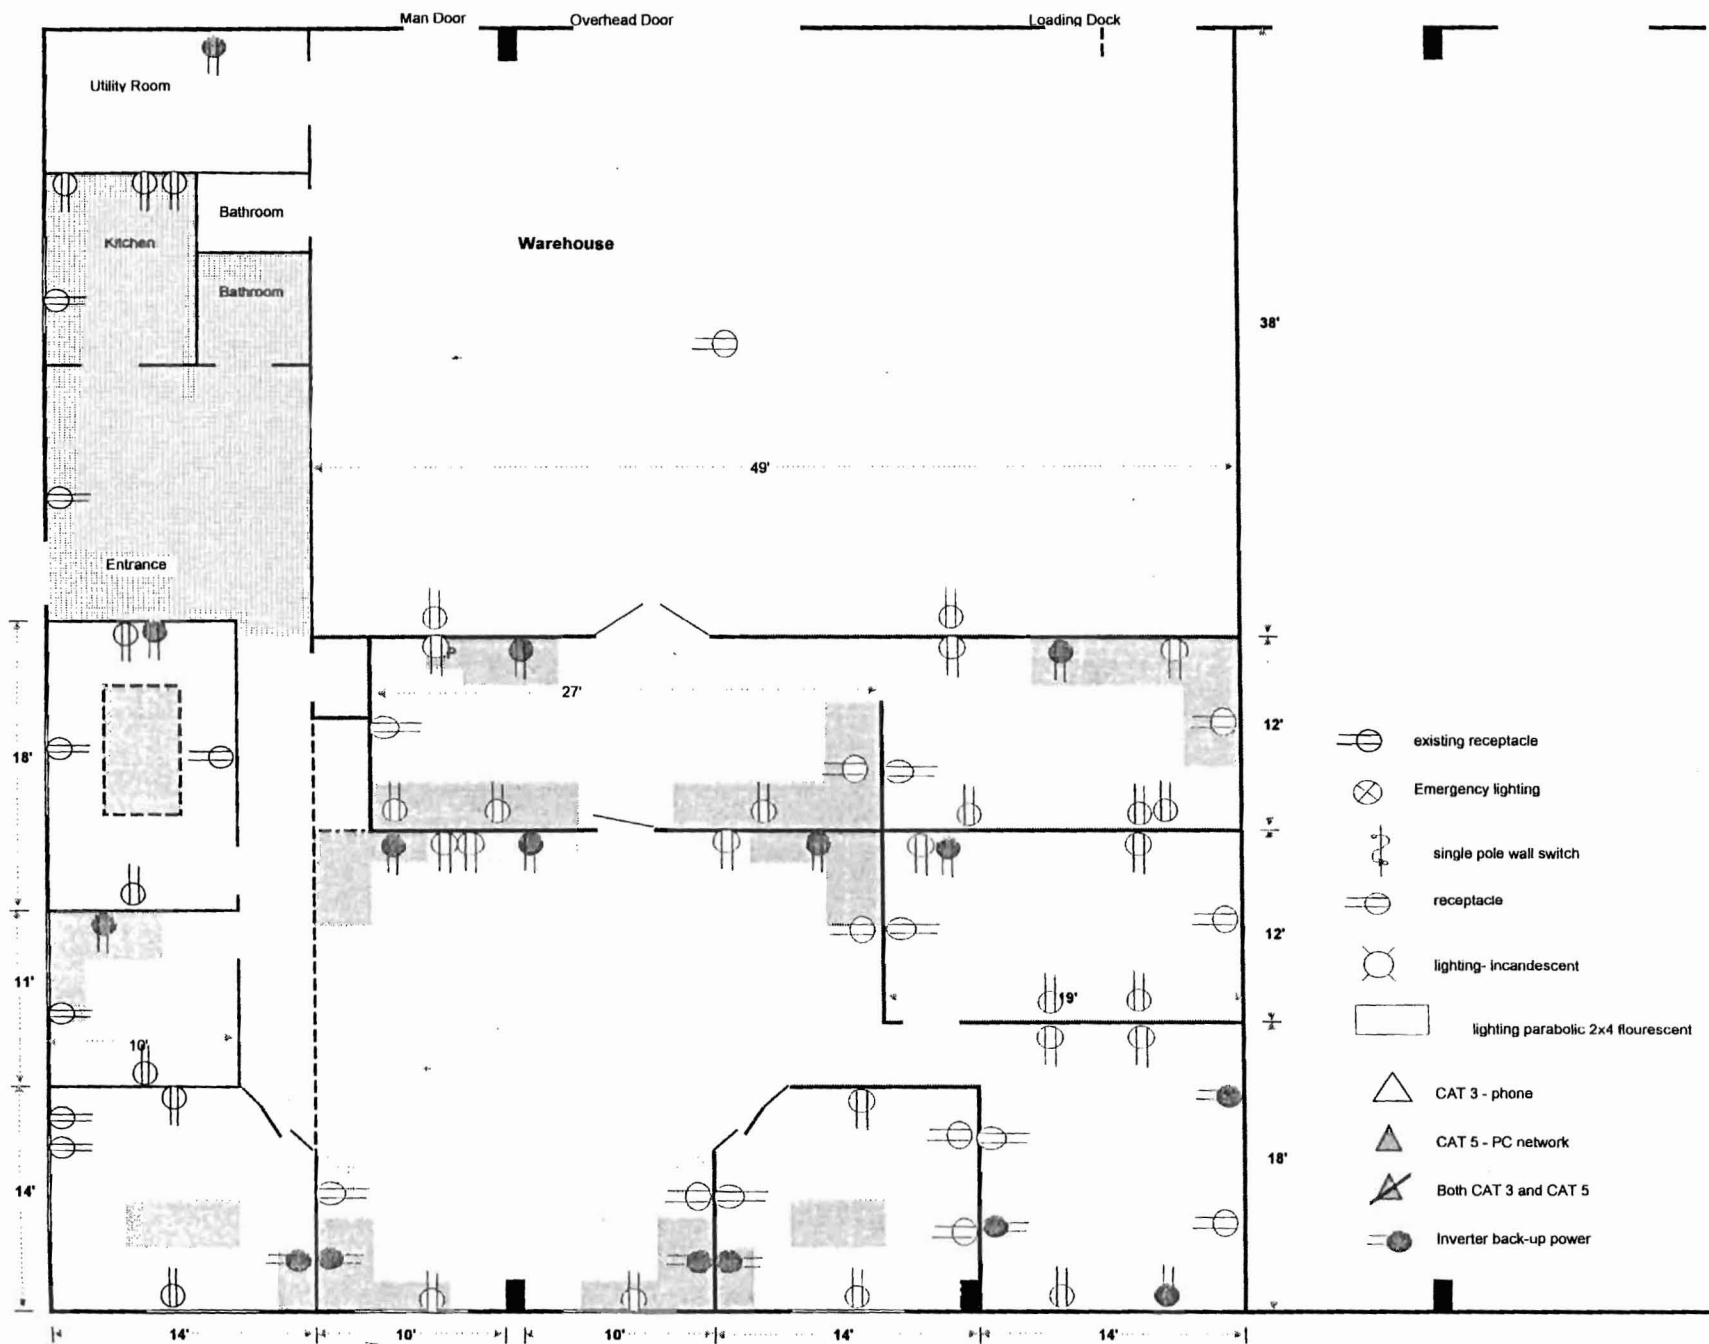 Man Door
Overhead Door
Loading Dock
Utility Room
Bathroom
Kitchen
Warehouse
Bathroom
38'
49'
Entrance
27'
12'
18'
existing receptacle
Emergency lighting
single pole wall switch
receptacle
12'
11'
lighting- incandescent
19'
lighting parabolic 2x4 flourescent
10'
CAT 3 - phone
CAT 5 - PC network
18'
14'
Both CAT 3 and CAT 5
Inverter back-up power
14'
10'
10'
14'
14'